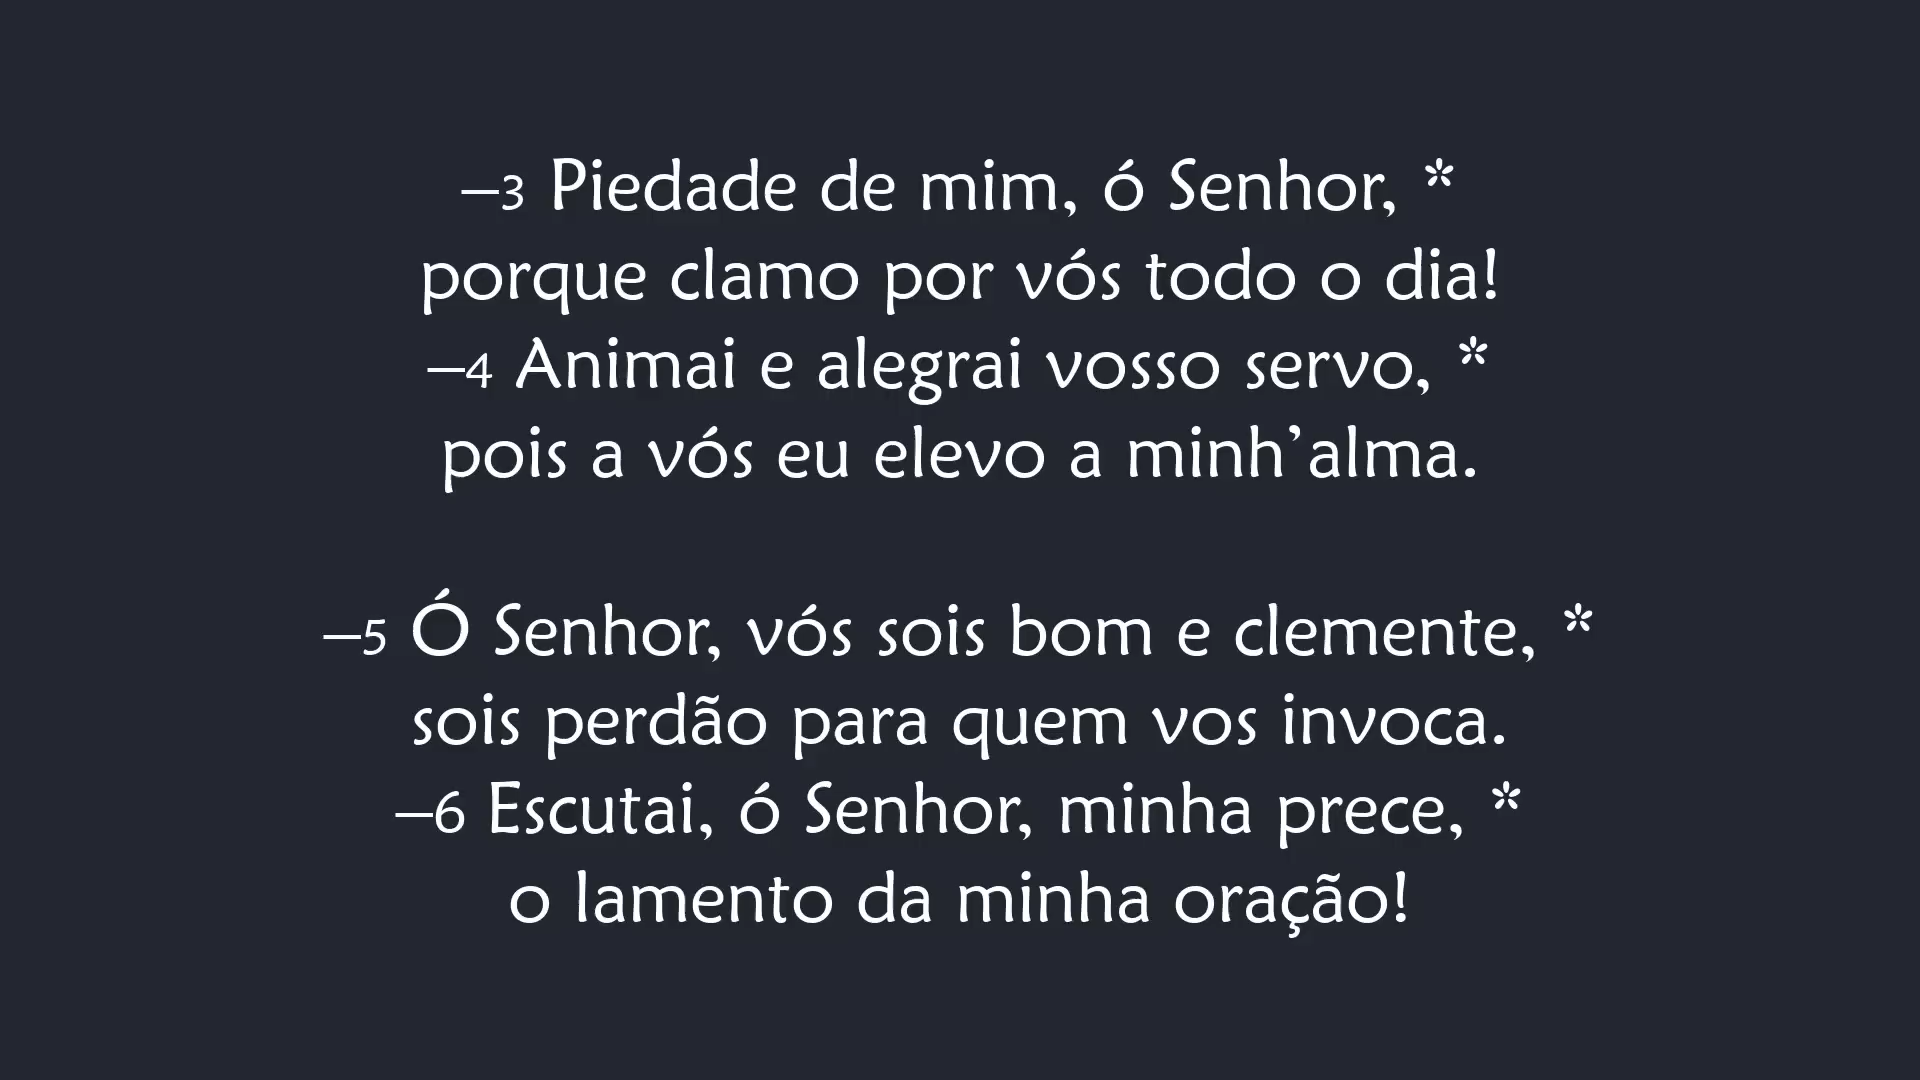 –3 Piedade de mim, ó Senhor, *
porque clamo por vós todo o dia!
–4 Animai e alegrai vosso servo, *
pois a vós eu elevo a minh’alma.
–5 Ó Senhor, vós sois bom e clemente, *
sois perdão para quem vos invoca.
–6 Escutai, ó Senhor, minha prece, *
o lamento da minha oração!